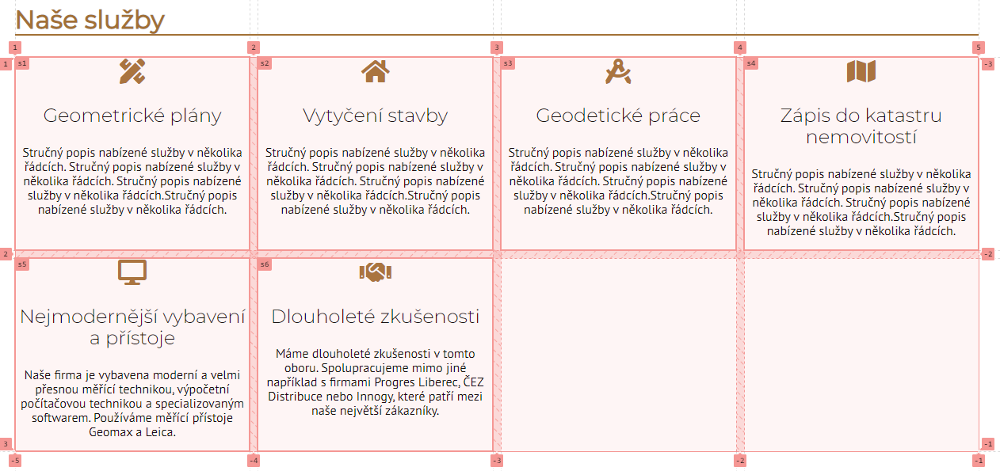 Naše služby
1
2
3
4
5
1
s1
s2
s3
s4
-3
Geometrické plány
Stručný popis nabízené služby v několika
řádcích. Stručný popis nabízené služby v
několika řádcích. Stručný popis nabízené
služby v několika řádcích.Stručný popis
nabízené služby v několika řádcích.
Vytyčení stavby
Stručný popis nabízené služby v několika
řádcích. Stručný popis nabízené služby v
několika řádcích. Stručný popis nabízené
služby v několika řádcích.Stručný popis
nabízené služby v několika řádcích.
Geodetické práce
Stručný popis nabízené služby v několika
řádcích. Stručný popis nabízené služby v
několika řádcích. Stručný popis nabízené
služby v několika řádcích.Stručný popis
nabízené služby v několika řádcích.
Zápis do katastru
nemovitostí
Stručný popis nabízené služby v několika
řádcích. Stručný popis nabízené služby v
několika řádcích. Stručný popis nabízené
služby v několika řádcích.Stručný popis
nabízené služby v několika řádcích.
2
-2
s5
s6
Nejmodernější vybavení
a přístoje
Naše firma je vybavena moderní a velmi
přesnou měřící technikou, výpočetní
počítačovou technikou a specializovaným
softwarem. Používáme měřící přístoje
Geomax a Leica.
Dlouholeté zkušenosti
Máme dlouholeté zkušenosti v tomto
oboru. Spolupracujeme mimo jiné
například s firmami Progres Liberec, ČEZ
Distribuce nebo Innogy, které patří mezi
naše největší zákazníky.
3
-1
-5
-4
-3
-2
-1